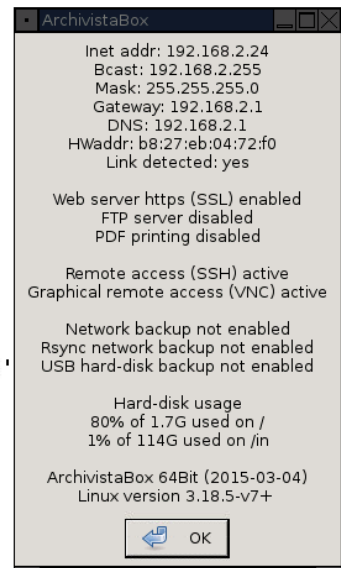 ArchivistaBox
Inet addr: 192.168.2.24
Bcast: 192.168.2.255
Mask: 255.255.255.0
Gateway: 192.168.2.1
DNS: 192.168.2.1
HWaddr: b8:27:eb:04:72:f0
Link detected: yes
Web server https (SSL) enabled
FTP server disabled
PDF printing disabled
Remote access (SSH) active
Graphical remote access (VNC) active
Network backup not enabled
Rsync network backup not enabled
USB hard-disk backup not enabled
Hard-disk usage
80% of 1.7G used on /
1% of 114G used on /in
ArchivistaBox 64Bit (2015-03-04)
Linux version 3.18.5-v7+
OK